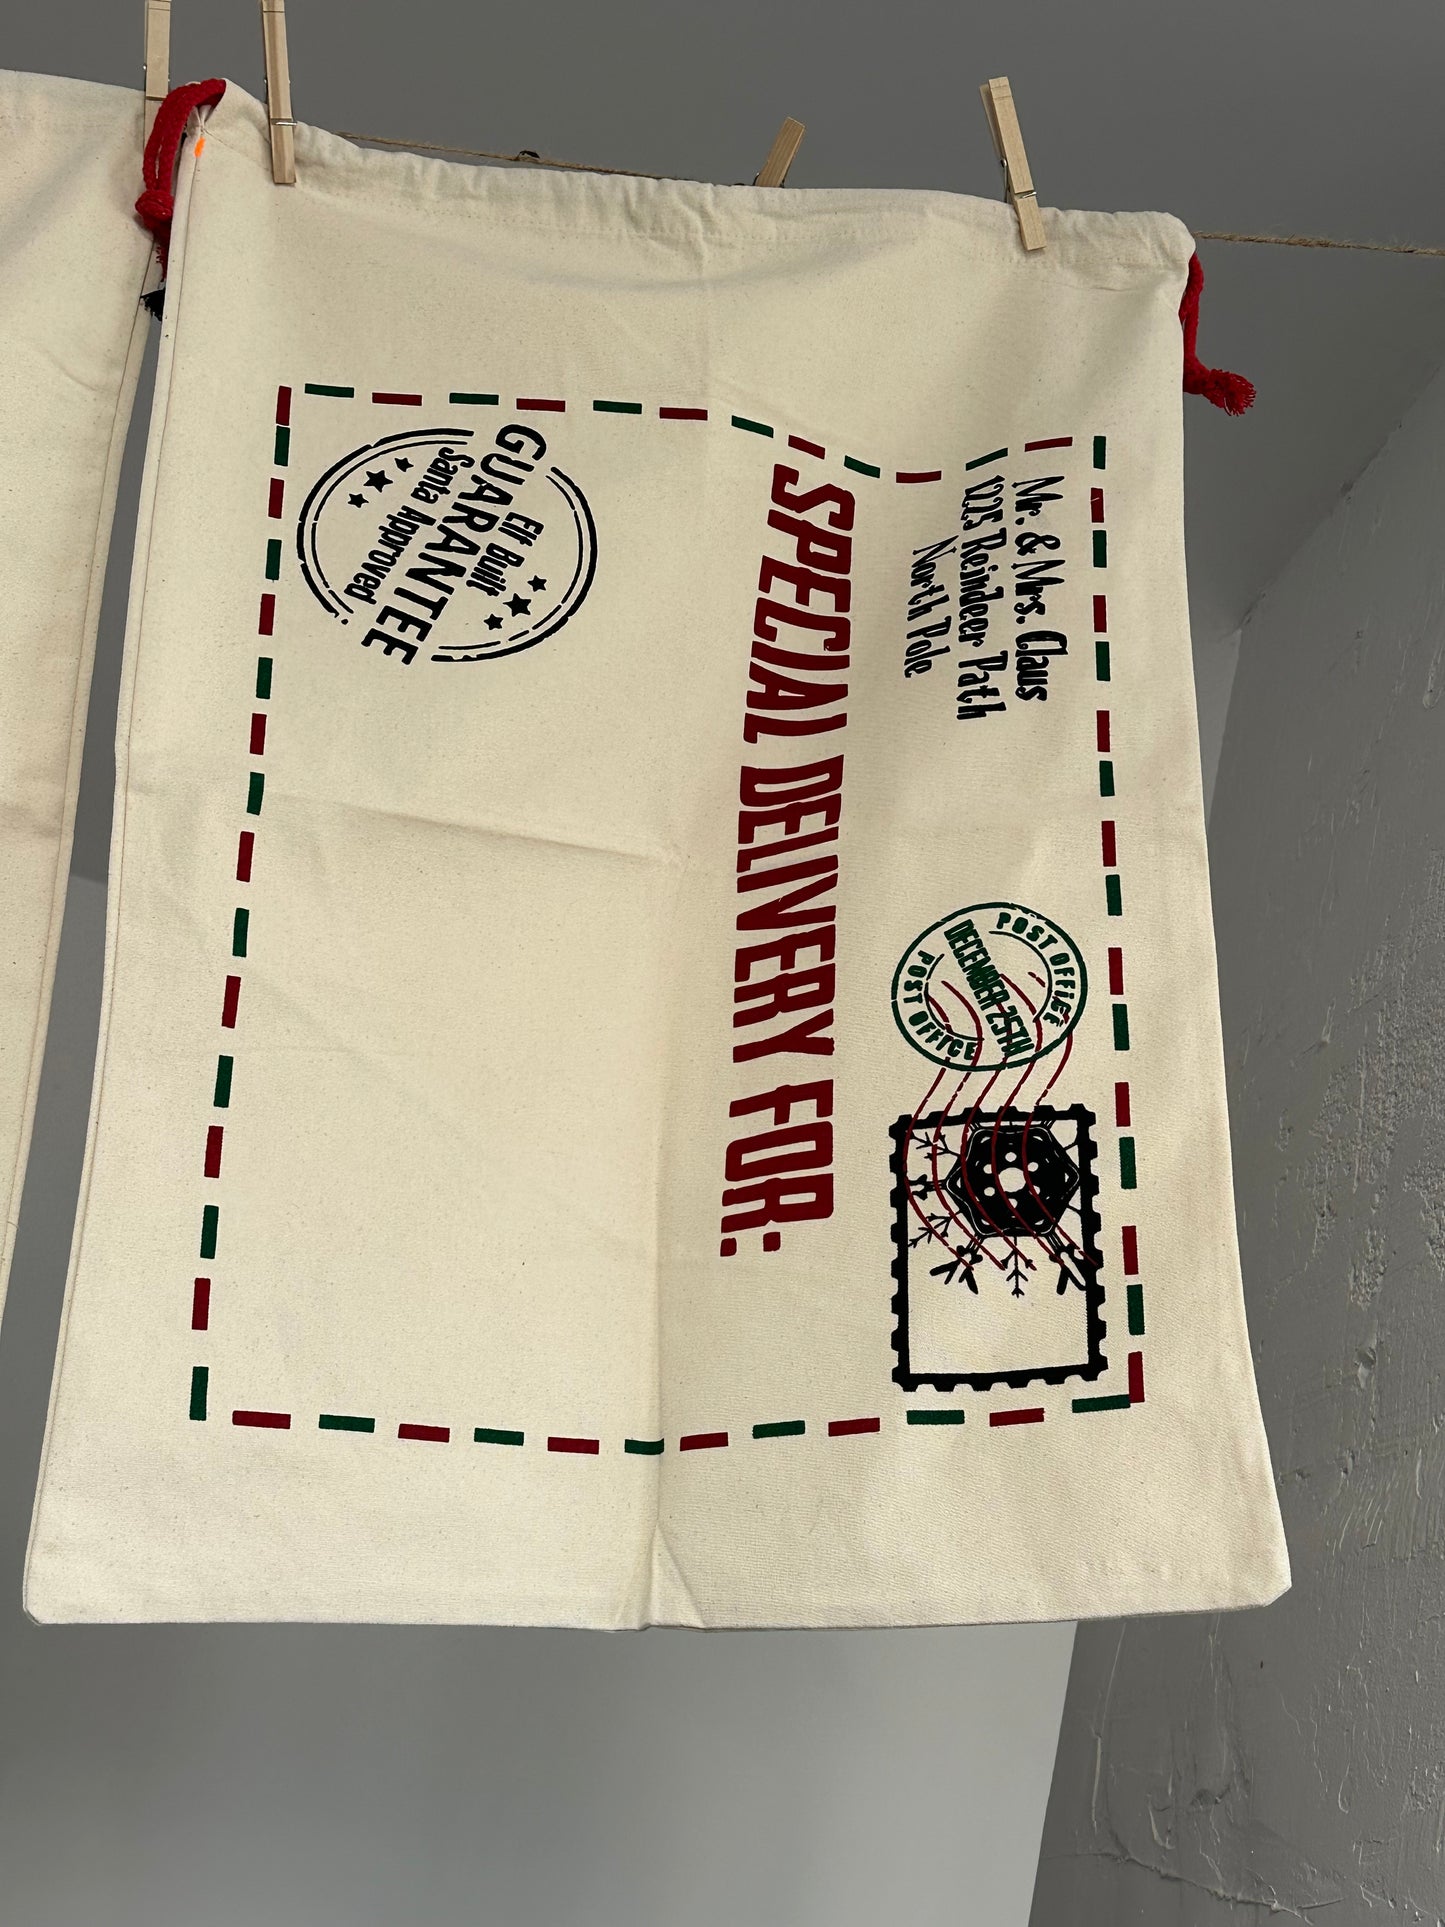 Mr. & Mrs. Claus
12225 Reindeer Path
North Pole
POST OFFICE
DECEMBER 25TH
POST OFFICE
SPECIAL DELIVERY FOR:
Elf Built
GUARANTEE
Santa Approved